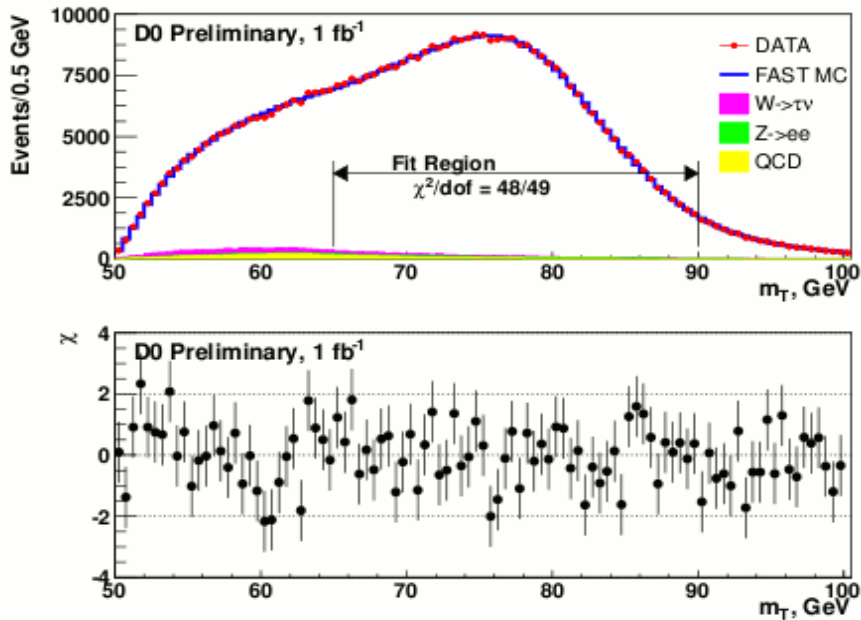 D0 Preliminary, 1 fb⁻¹
Events/0.5 GeV
10000
7500
5000
2500
0
DATA
FAST MC
W->τν
Z->ee
QCD
Fit Region
χ²/dof = 48/49
50 60 70 80 90 100
m_T, GeV
D0 Preliminary, 1 fb⁻¹
χ
4
2
0
-2
-4
50 60 70 80 90 100
m_T, GeV